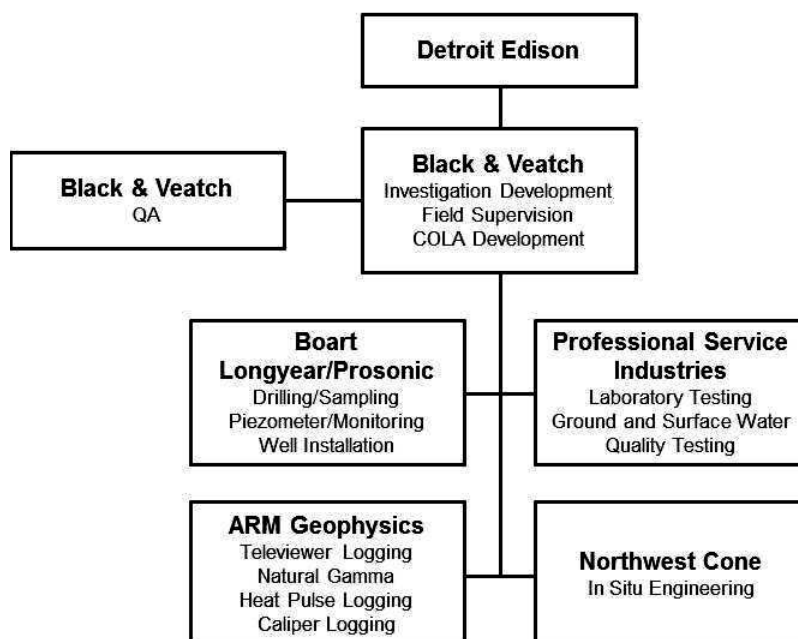 Detroit Edison
Black & Veatch
QA
Black & Veatch
Investigation Development
Field Supervision
COLA Development
Boart
Longyear/Prosonic
Drilling/Sampling
Piezometer/Monitoring
Well Installation
Professional Service
Industries
Laboratory Testing
Ground and Surface Water
Quality Testing
ARM Geophysics
Televiewer Logging
Natural Gamma
Heat Pulse Logging
Caliper Logging
Northwest Cone
In Situ Engineering